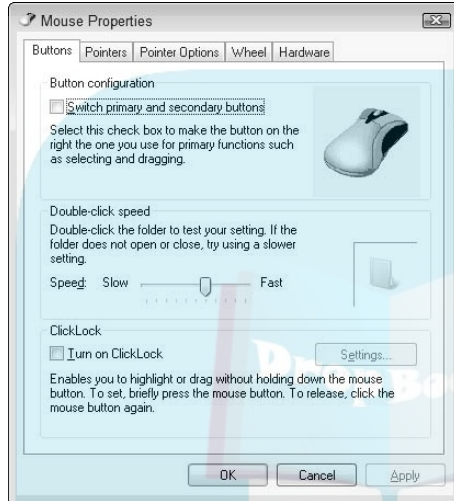 Mouse Properties
Buttons Pointers Pointer Options Wheel Hardware
Button configuration
Switch primary and secondary buttons
Select this check box to make the button on the
right the one you use for primary functions such
as selecting and dragging.
Double-click speed
Double-click the folder to test your setting. If the
folder does not open or close, try using a slower
setting.
Speed: Slow Fast
ClickLock
Turn on ClickLock Settings...
Enables you to highlight or drag without holding down the mouse
button. To set, briefly press the mouse button. To release, click the
mouse button again.
OK Cancel Apply